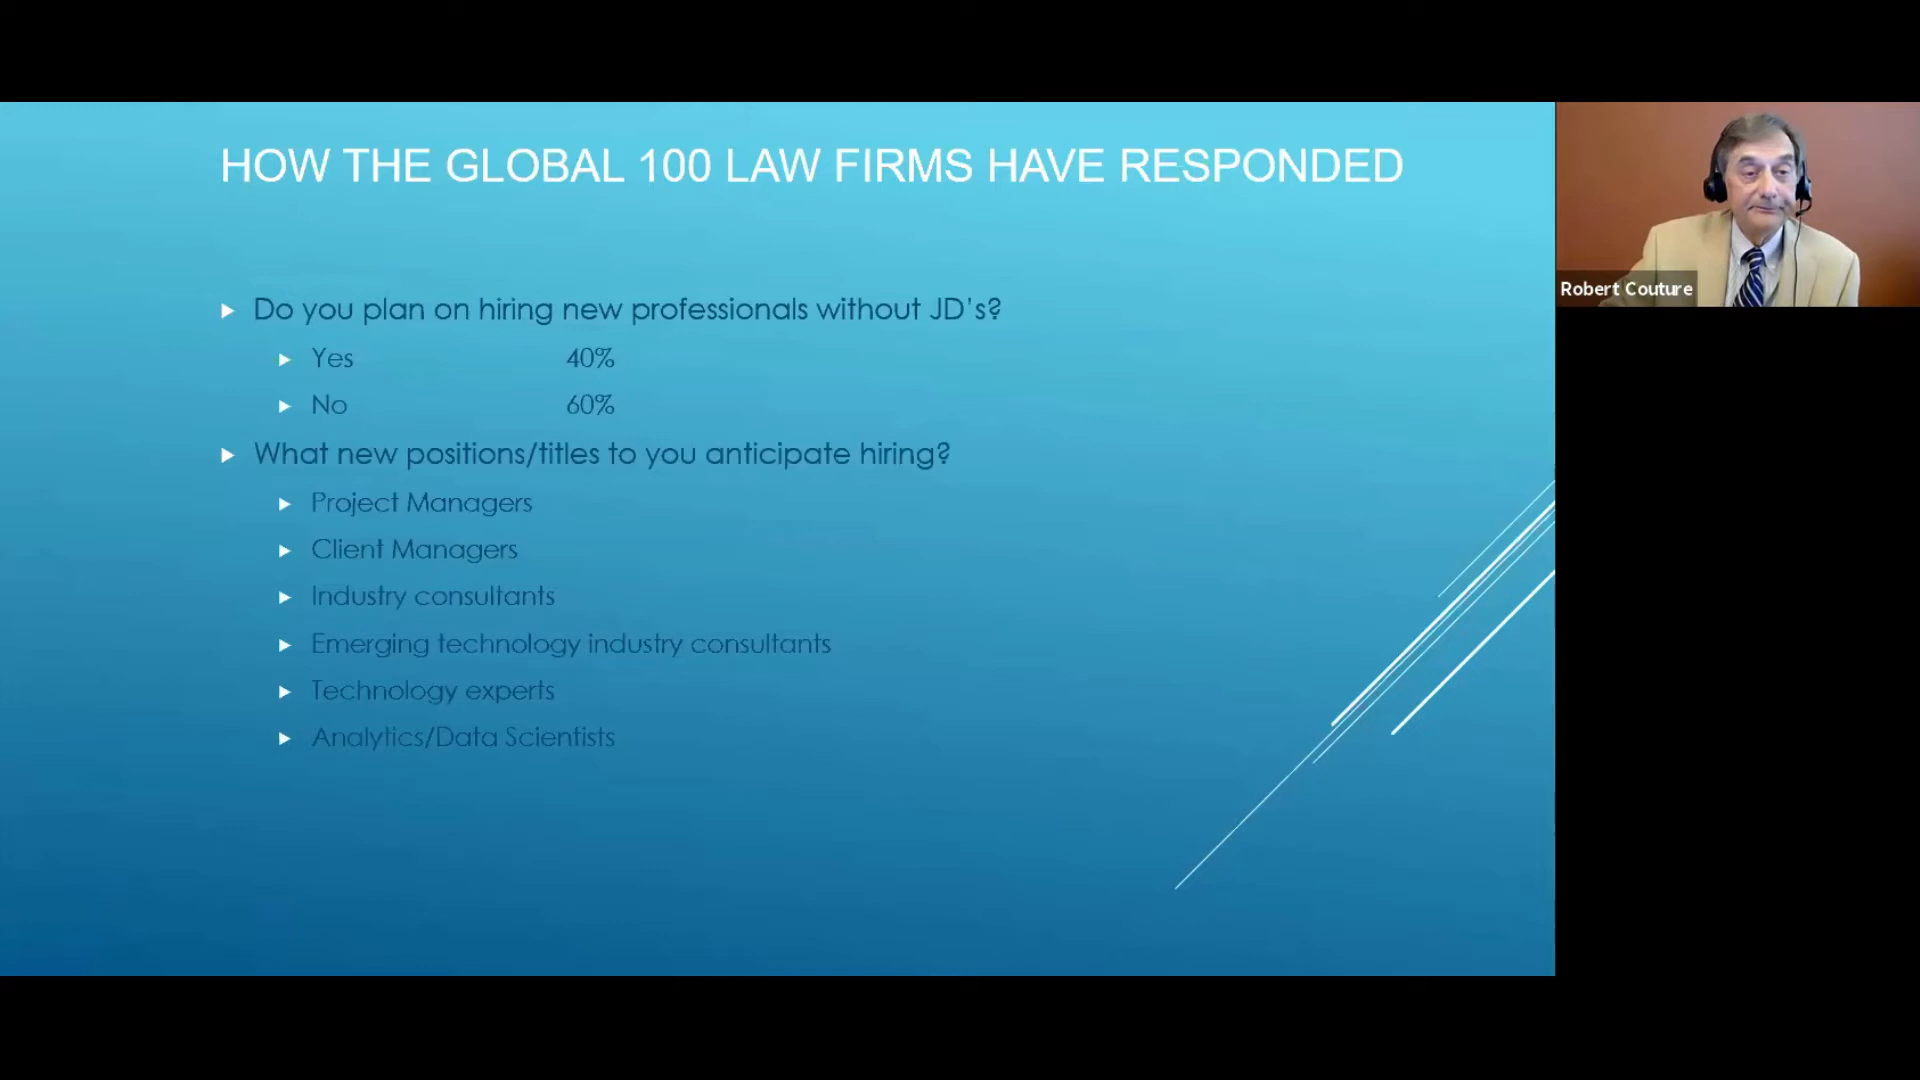 HOW THE GLOBAL 100 LAW FIRMS HAVE RESPONDED
Do you plan on hiring new professionals without JD's?
Yes 40%
No 60%
What new positions/titles to you anticipate hiring?
Project Managers
Client Managers
Industry consultants
Emerging technology industry consultants
Technology experts
Analytics/Data Scientists
Robert Couture